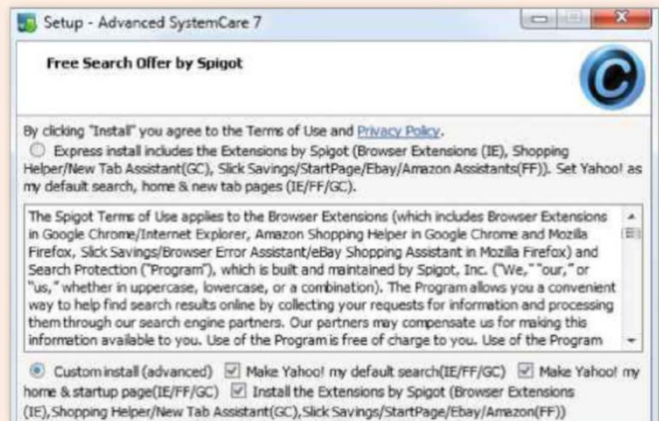 Setup - Advanced SystemCare 7
Free Search Offer by Spigot
By clicking "Install" you agree to the Terms of Use and Privacy Policy.
Express install includes the Extensions by Spigot (Browser Extensions (IE), Shopping
Helper/New Tab Assistant(GC), Slick Savings/StartPage/Ebay/Amazon Assistants(FF)). Set Yahoo! as
my default search, home & new tab pages (IE/FF/GC).
The Spigot Terms of Use applies to the Browser Extensions (which includes Browser Extensions
in Google Chrome/Internet Explorer, Amazon Shopping Helper in Google Chrome and Mozilla
Firefox, Slick Savings/Browser Error Assistant/eBay Shopping Assistant in Mozilla Firefox) and
Search Protection ("Program"), which is built and maintained by Spigot, Inc. ("We," "our," or
"us," whether in uppercase, lowercase, or a combination). The Program allows you a convenient
way to help find search results online by collecting your requests for information and processing
them through our search engine partners. Our partners may compensate us for making this
information available to you. Use of the Program is free of charge to you. Use of the Program
Custom install (advanced) Make Yahoo! my default search(IE/FF/GC) Make Yahoo! my
home & startup page(IE/FF/GC) Install the Extensions by Spigot (Browser Extensions
(IE),Shopping Helper/New Tab Assistant(GC),Slick Savings/StartPage/Ebay/Amazon(FF))